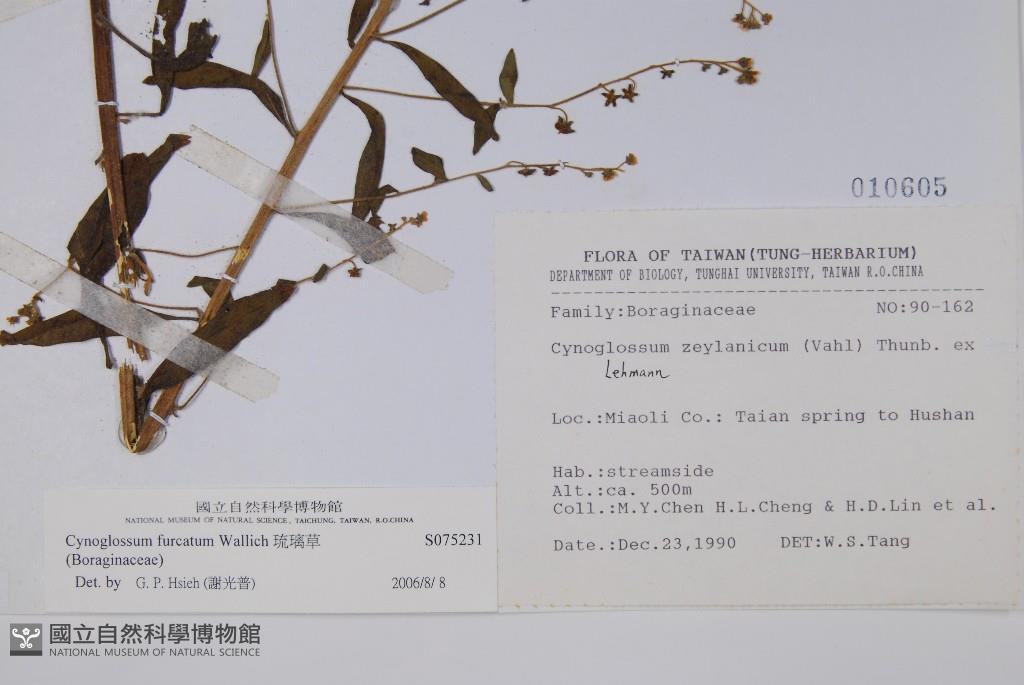 010605
FLORA OF TAIWAN(TUNG-HERBARIUM)
DEPARTMENT OF BIOLOGY, TUNGHAI UNIVERSITY, TAIWAN R.O.CHINA
Family:Boraginaceae NO:90-162
Cynoglossum zeylanicum (Vahl) Thunb. ex
Lehmann
Loc.:Miaoli Co.: Taian spring to Hushan
Hab.:streamside
Alt.:ca. 500m
Coll.:M.Y.Chen H.L.Cheng & H.D.Lin et al.
Date.:Dec.23,1990 DET:W.S.Tang
國立自然科學博物館
NATIONAL MUSEUM OF NATURAL SCIENCE, TAICHUNG, TAIWAN, R.O.CHINA
Cynoglossum furcatum Wallich 琉璃草 S075231
(Boraginaceae)
Det. by G. P. Hsieh (謝光普) 2006/8/ 8
國立自然科學博物館
NATIONAL MUSEUM OF NATURAL SCIENCE